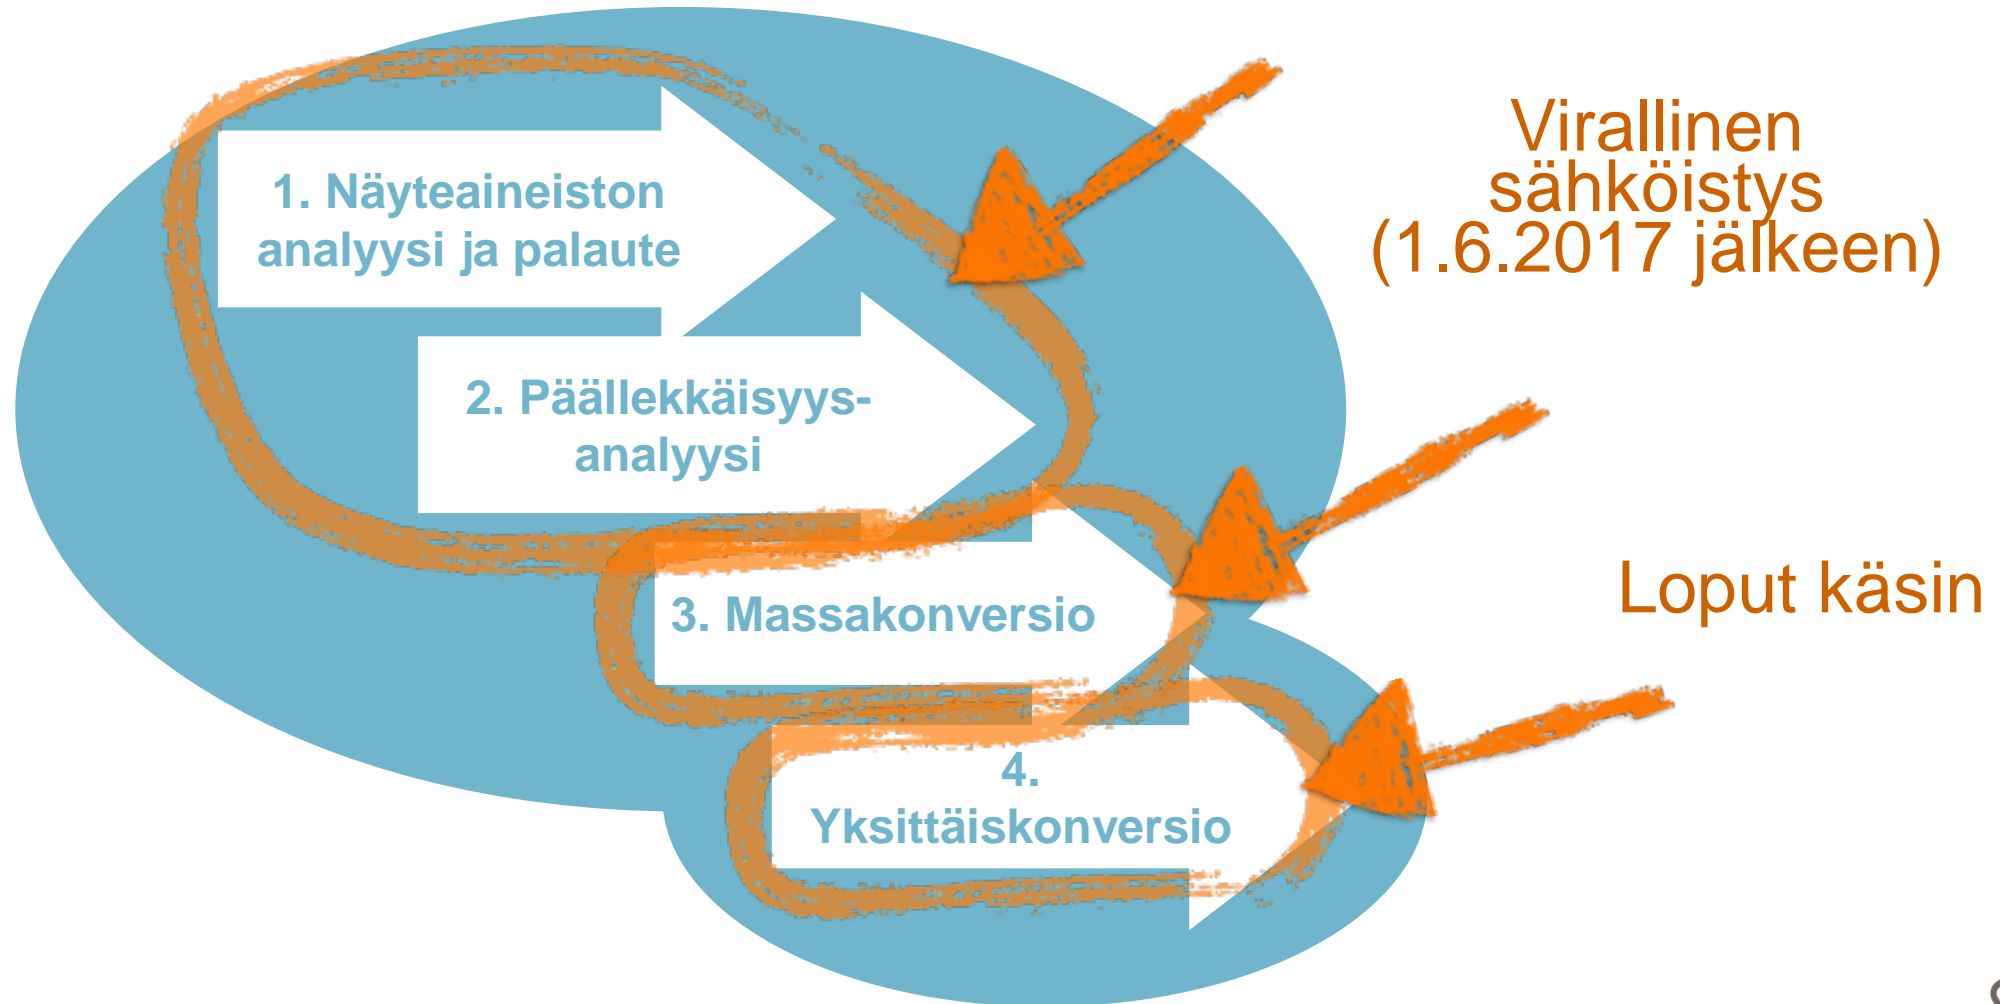 1. Näyteaineiston
analyysi ja palaute
2. Päällekkäisyys-
analyysi
3. Massakonversio
4.
Yksittäiskonversio
Virallinen
sähköistys
(1.6.2017 jälkeen)
Loput käsin